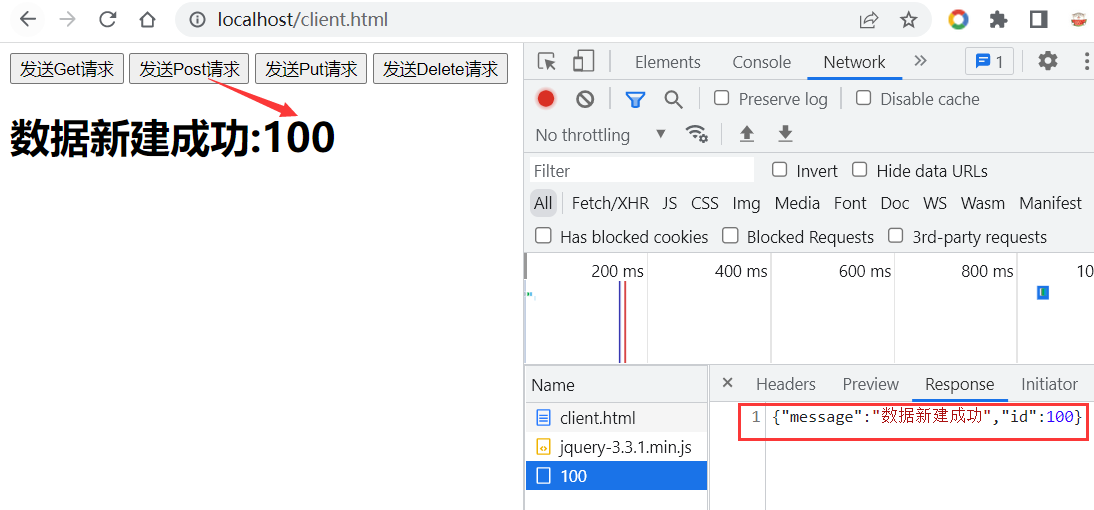 localhost/client.html
发送Get请求 发送Post请求 发送Put请求 发送Delete请求
数据新建成功:100
Elements Console Network 1
Preserve log Disable cache
No throttling
Filter Invert Hide data URLs
All Fetch/XHR JS CSS Img Media Font Doc WS Wasm Manifest
Has blocked cookies Blocked Requests 3rd-party requests
200 ms 400 ms 600 ms 800 ms 10
Name
client.html
jquery-3.3.1.min.js
100
Headers Preview Response Initiator
1 {"message":"数据新建成功","id":100}